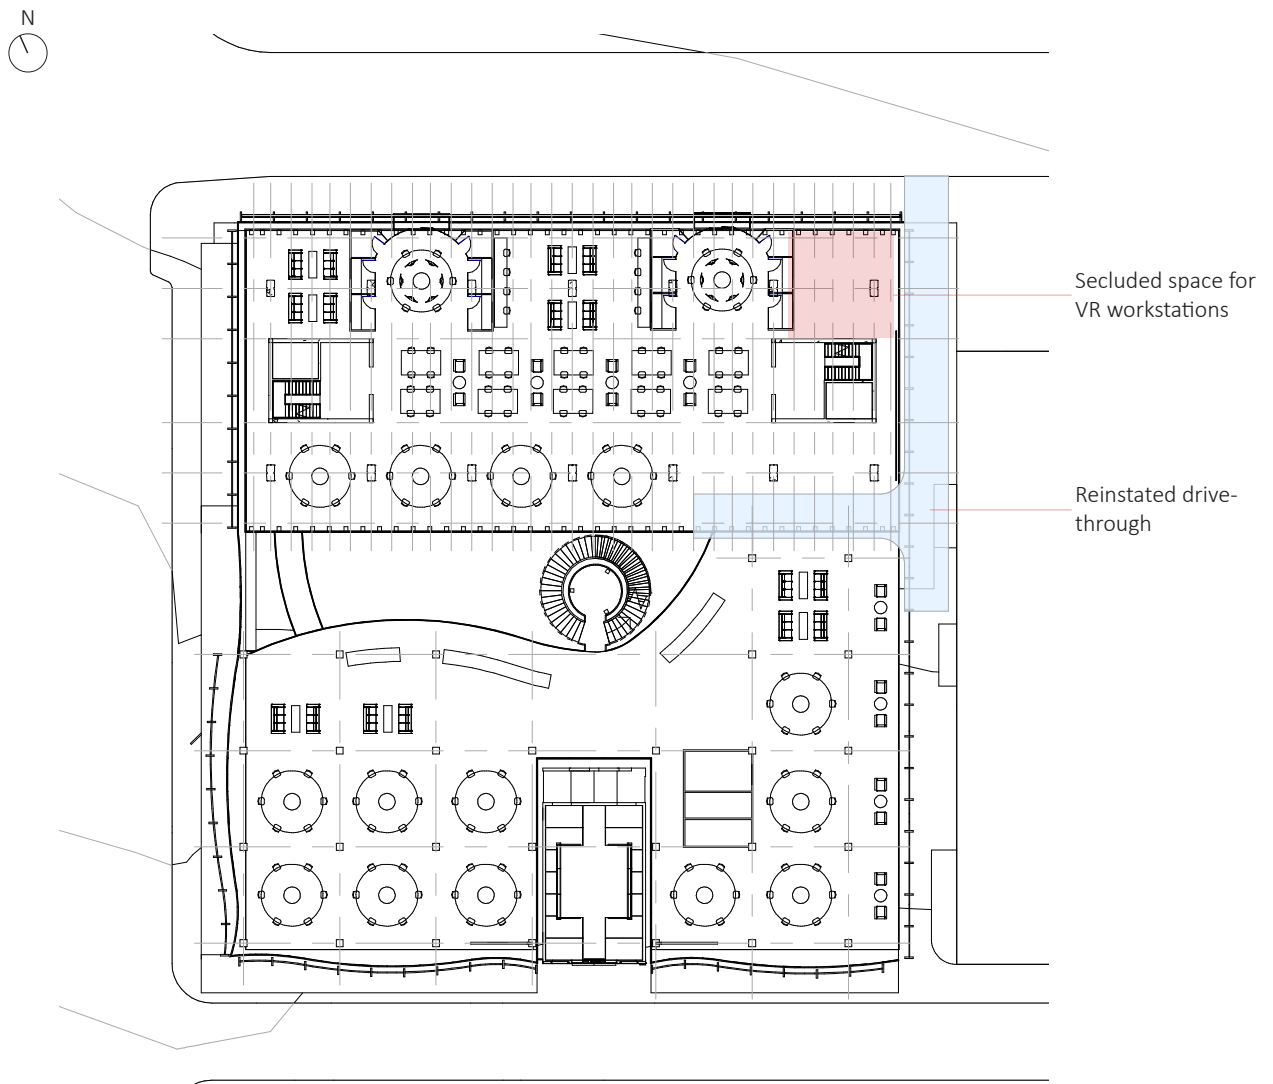 N
Secluded space for
VR workstations
Reinstated drive-
through